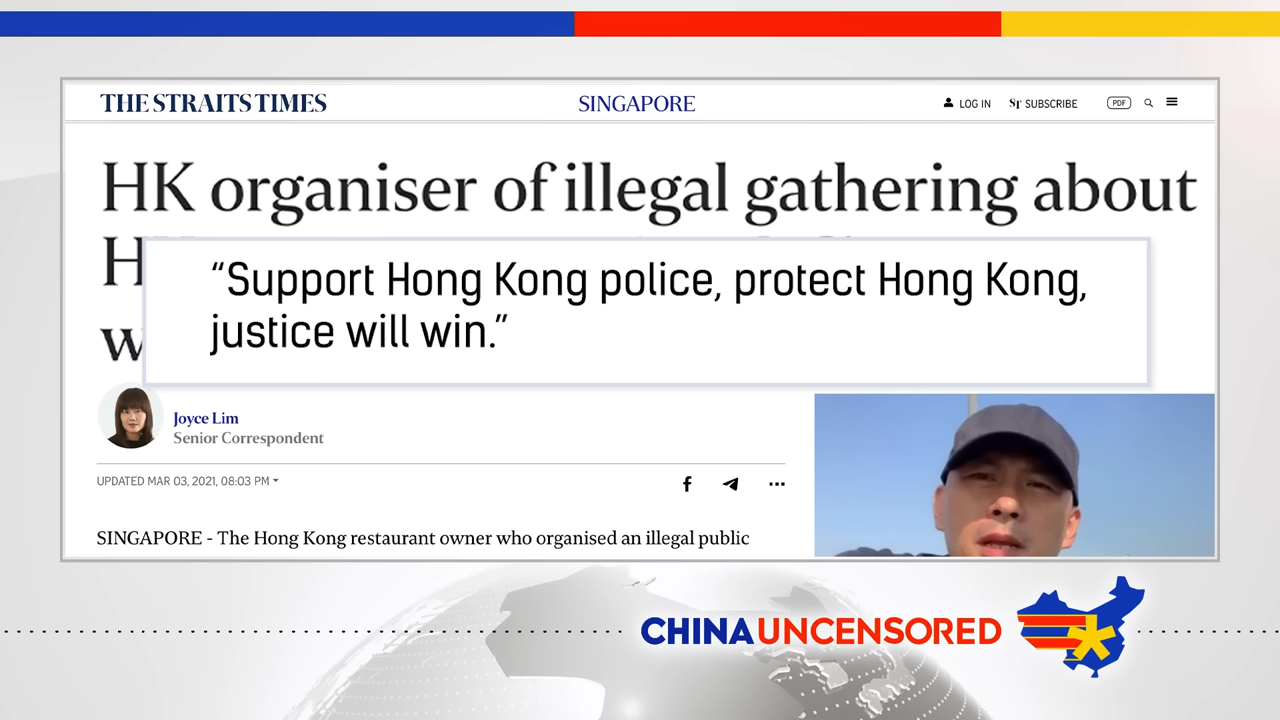 THE STRAITS TIMES
SINGAPORE
LOG IN
ST SUBSCRIBE
PDF
HK organiser of illegal gathering about
“Support Hong Kong police, protect Hong Kong,
justice will win.”
Joyce Lim
Senior Correspondent
UPDATED MAR 03, 2021, 08:03 PM
SINGAPORE - The Hong Kong restaurant owner who organised an illegal public
CHINA UNCENSORED